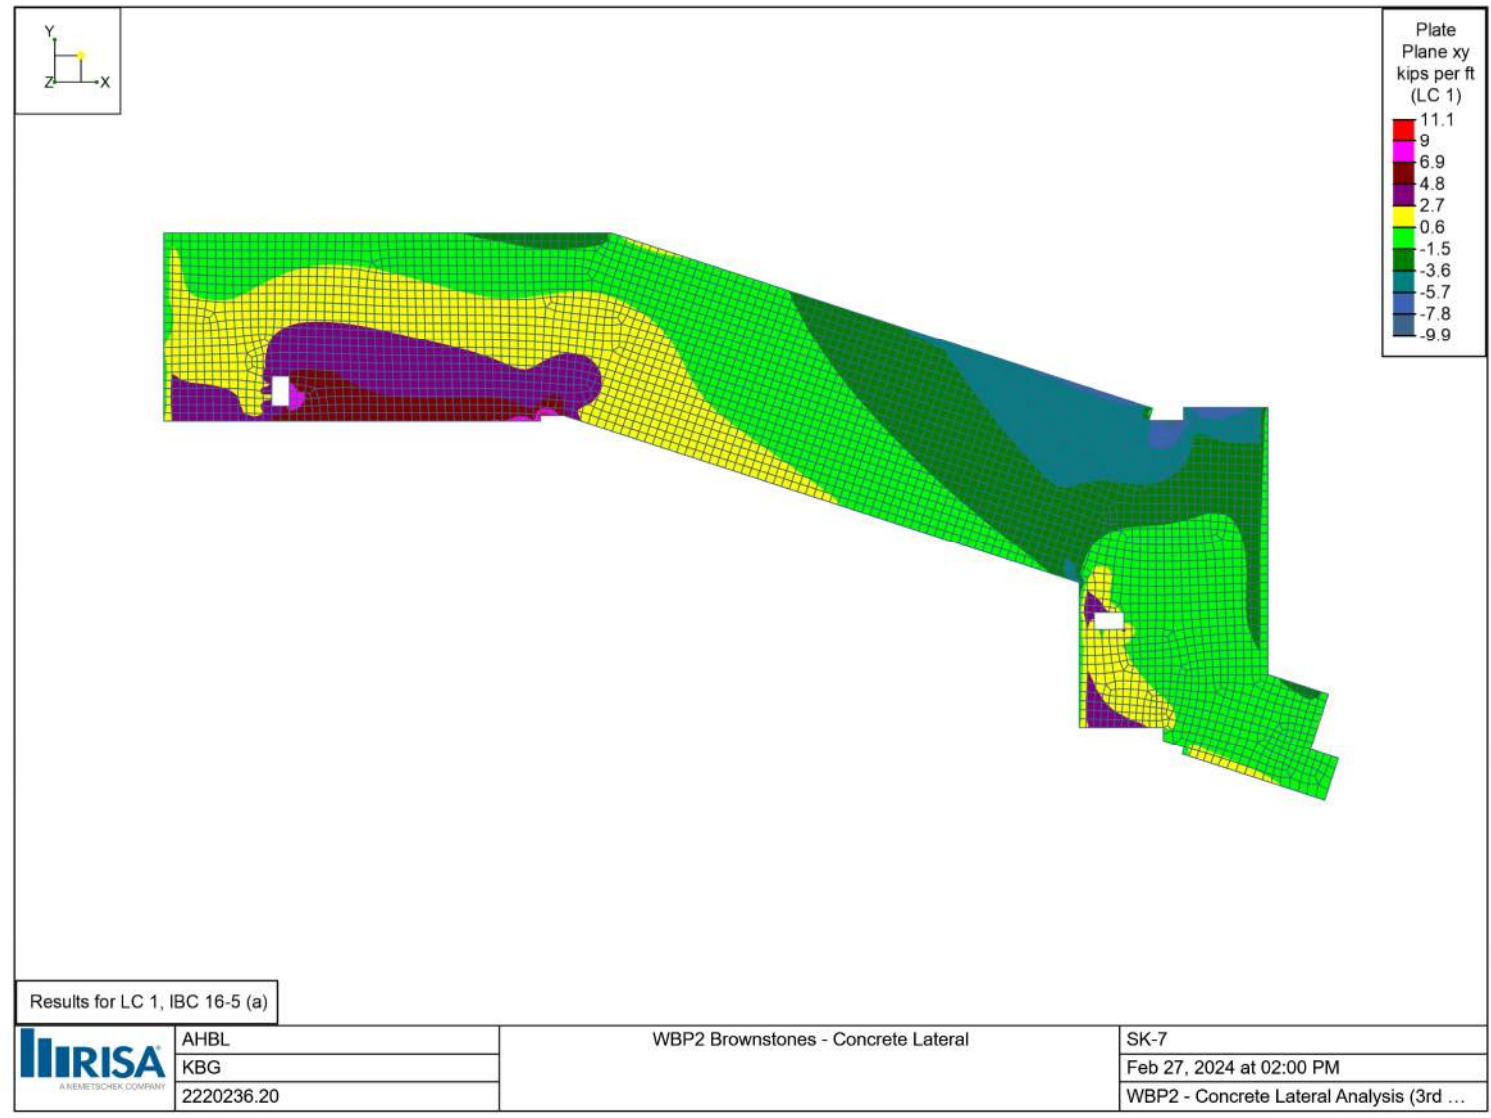 Y
Z
X
Plate
Plane xy
kips per ft
(LC 1)
11.1
9
6.9
4.8
2.7
0.6
-1.5
-3.6
-5.7
-7.8
-9.9
Results for LC 1, IBC 16-5 (a)
RISA
A NEMETSCHEK COMPANY
AHBL
KBG
2220236.20
WBP2 Brownstones - Concrete Lateral
SK-7
Feb 27, 2024 at 02:00 PM
WBP2 - Concrete Lateral Analysis (3rd ...